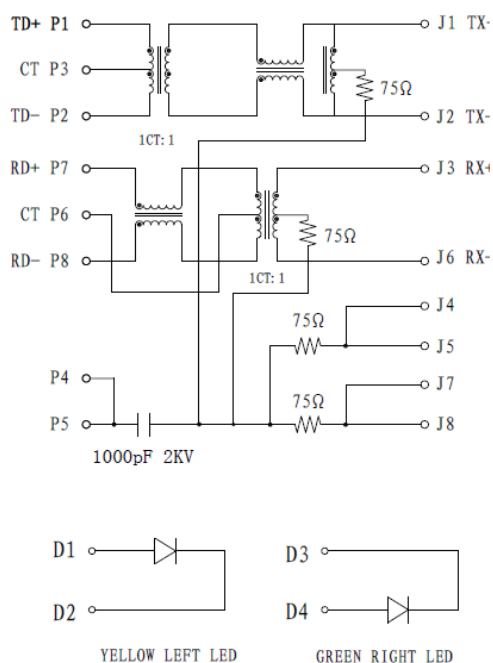 TD+ P1 J1 TX-
CT P3 75Ω
TD- P2 J2 TX-
1CT:1
RD+ P7 J3 RX+
CT P6 75Ω
RD- P8 J6 RX-
1CT:1
J4
75Ω
J5
P4 75Ω J7
P5 J8
1000pF 2KV
D1 D3
D2 D4
YELLOW LEFT LED GREEN RIGHT LED